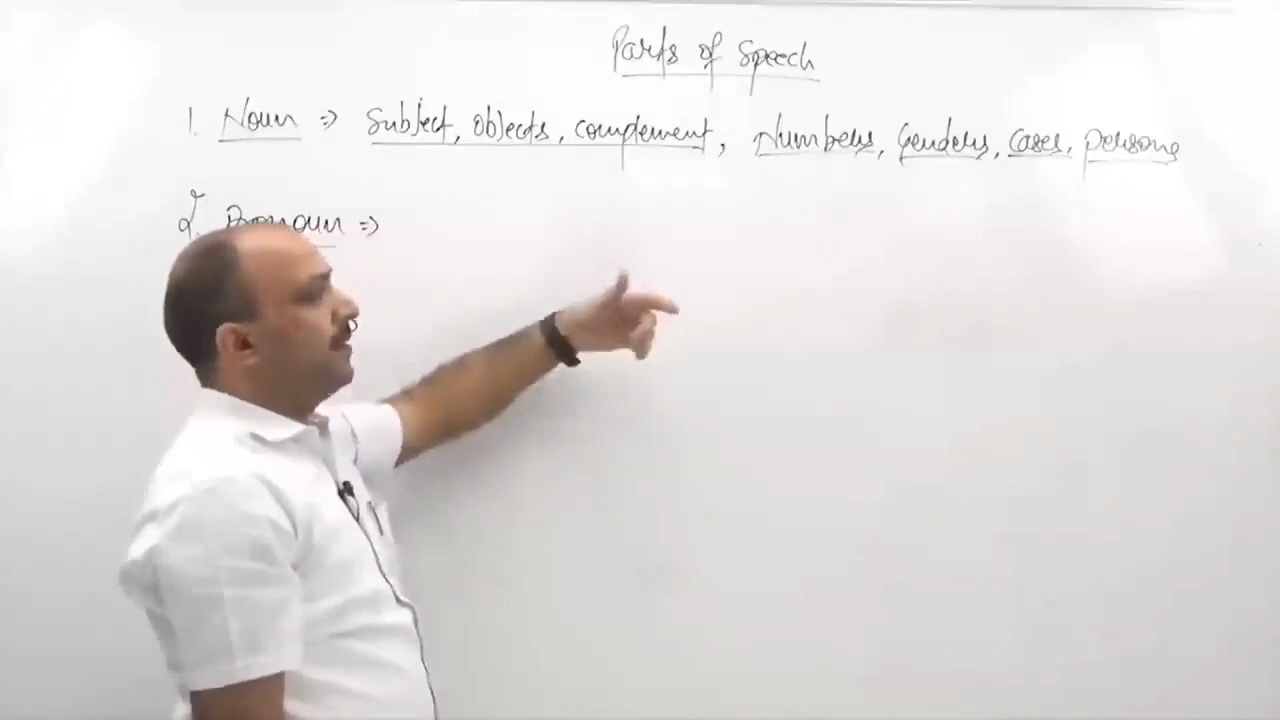 Parts of Speech
1. Noun => Subject, Objects, complement, Numbers, Genders, Cases, persons
2. Pronoun =>